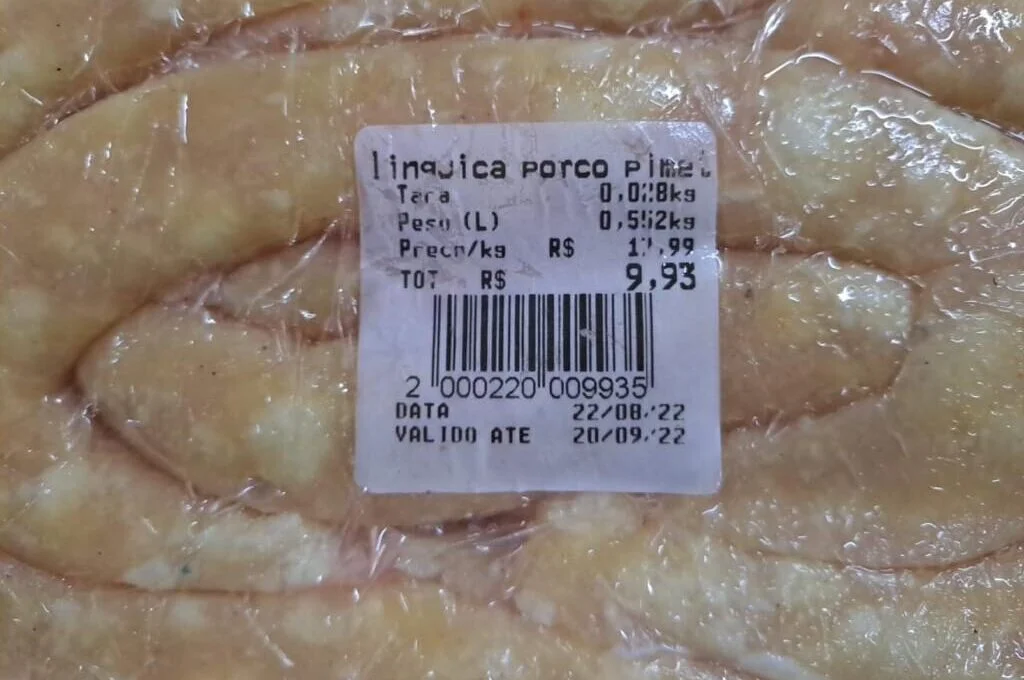 linguica porco pimet
Tara 0,028kg
Peso (L) 0,552kg
Preco/kg R$ 17,99
TOT R$ 9,93
2 000220 009935
DATA 22/08/22
VALIDO ATE 20/09/22